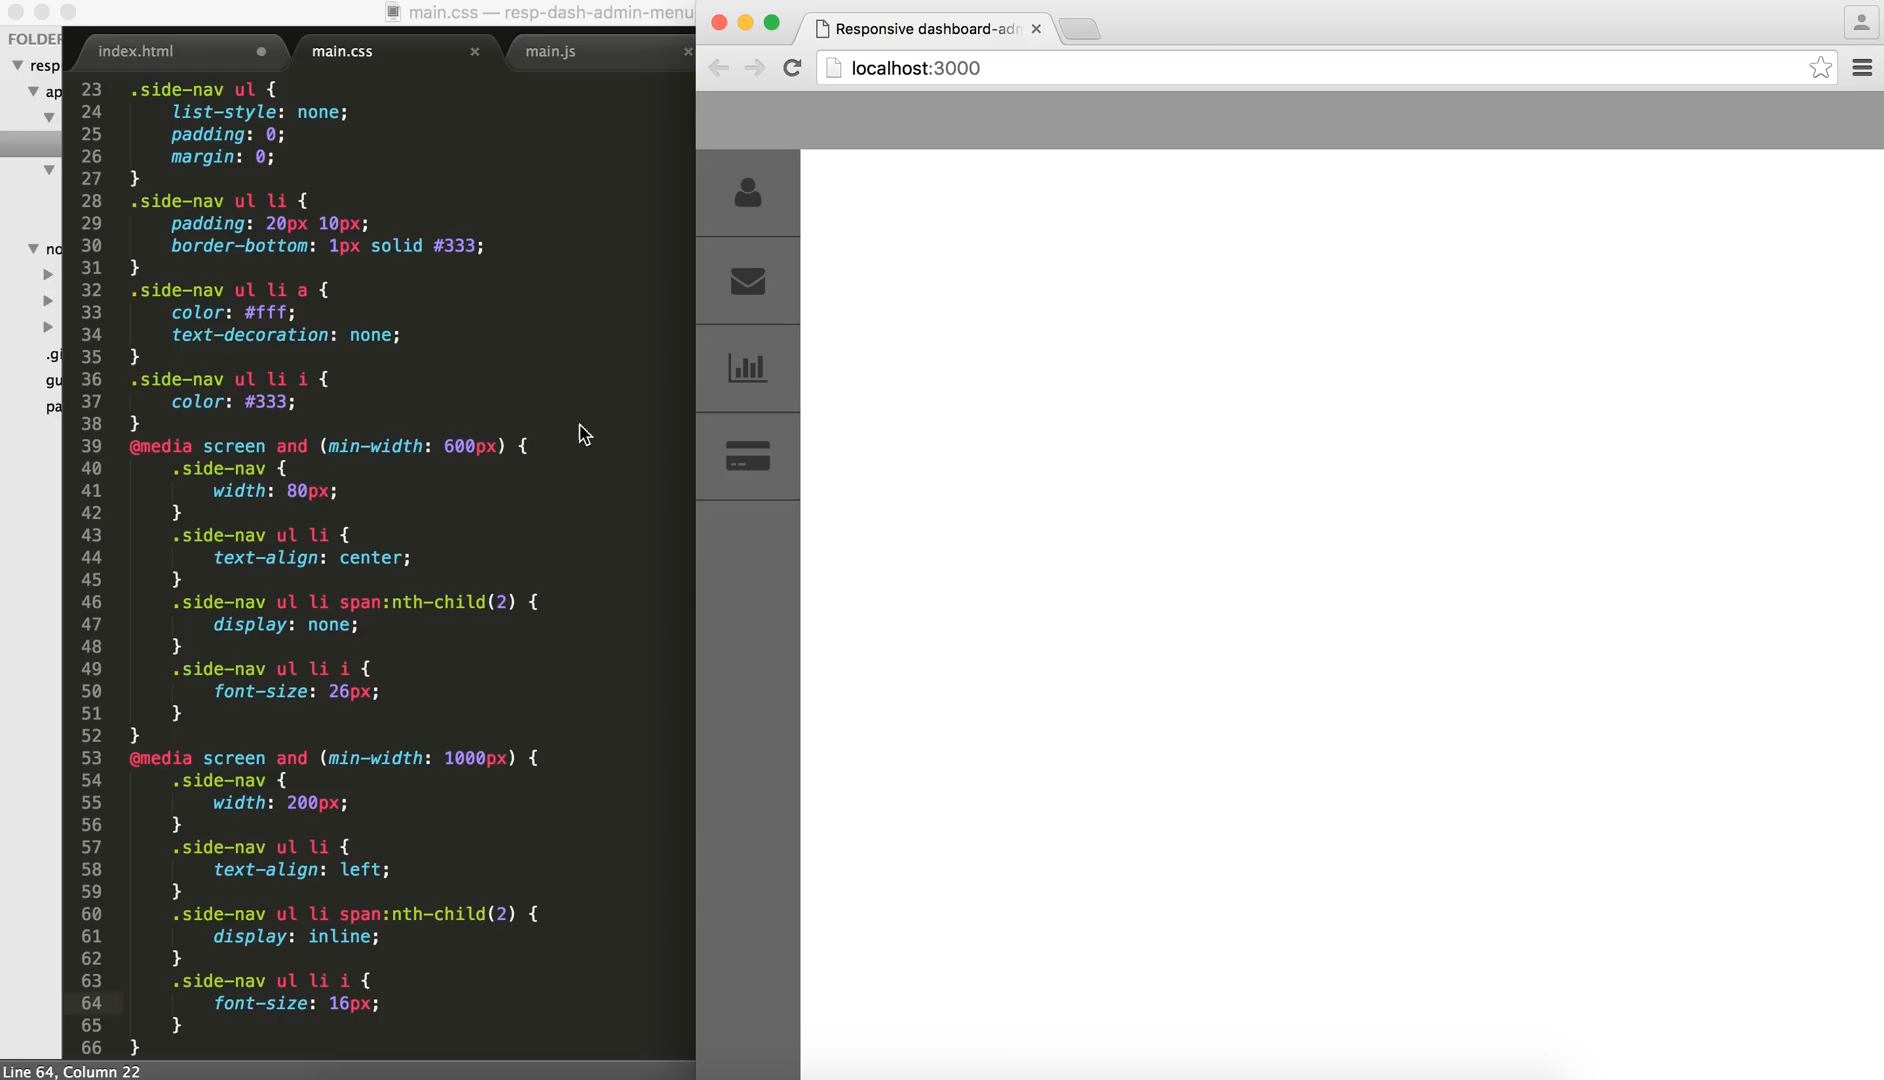 main.css — resp-dash-admin-menu
FOLDER
index.html
main.css
main.js
resp
ap
no
.gi
gu
pa
23 .side-nav ul {
24 list-style: none;
25 padding: 0;
26 margin: 0;
27 }
28 .side-nav ul li {
29 padding: 20px 10px;
30 border-bottom: 1px solid #333;
31 }
32 .side-nav ul li a {
33 color: #fff;
34 text-decoration: none;
35 }
36 .side-nav ul li i {
37 color: #333;
38 }
39 @media screen and (min-width: 600px) {
40 .side-nav {
41 width: 80px;
42 }
43 .side-nav ul li {
44 text-align: center;
45 }
46 .side-nav ul li span:nth-child(2) {
47 display: none;
48 }
49 .side-nav ul li i {
50 font-size: 26px;
51 }
52 }
53 @media screen and (min-width: 1000px) {
54 .side-nav {
55 width: 200px;
56 }
57 .side-nav ul li {
58 text-align: left;
59 }
60 .side-nav ul li span:nth-child(2) {
61 display: inline;
62 }
63 .side-nav ul li i {
64 font-size: 16px;
65 }
66 }
Line 64, Column 22
Responsive dashboard-adm
localhost:3000